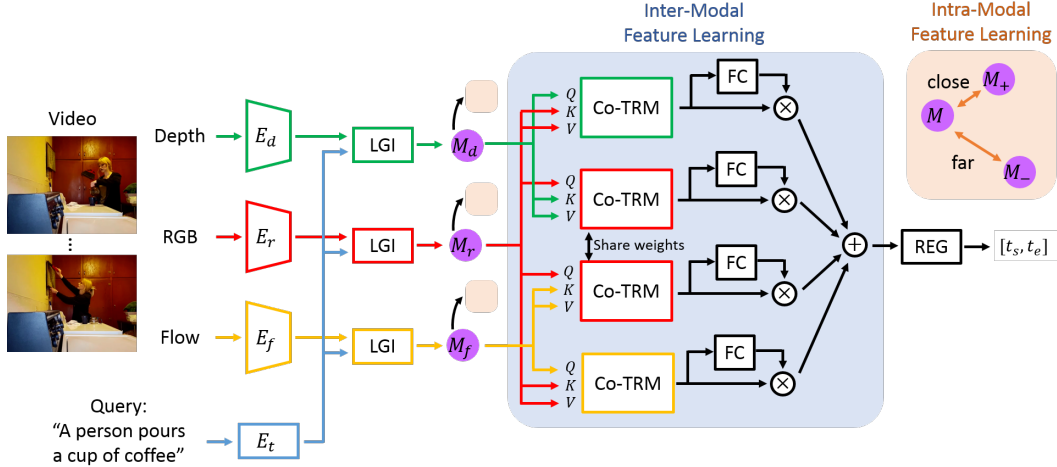 Inter-Modal
Feature Learning
Intra-Modal
Feature Learning
Video
Depth
E_d
LGI
M_d
Q
K
V
Co-TRM
FC
×
close
M_+
M
far
M_-
RGB
E_r
LGI
M_r
Q
K
V
Co-TRM
FC
×
Share weights
+
REG
[t_s, t_e]
Q
K
V
Co-TRM
FC
×
Flow
E_f
LGI
M_f
Q
K
V
Co-TRM
FC
×
Query:
“A person pours
a cup of coffee”
E_t